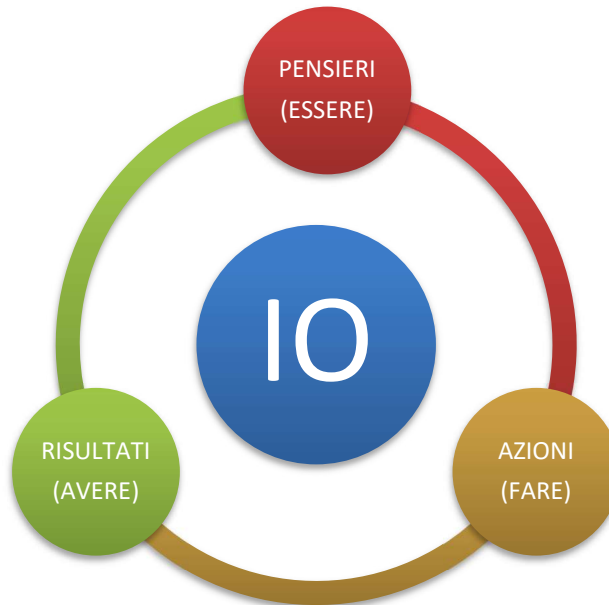 PENSIERI
(ESSERE)
IO
RISULTATI
(AVERE)
AZIONI
(FARE)